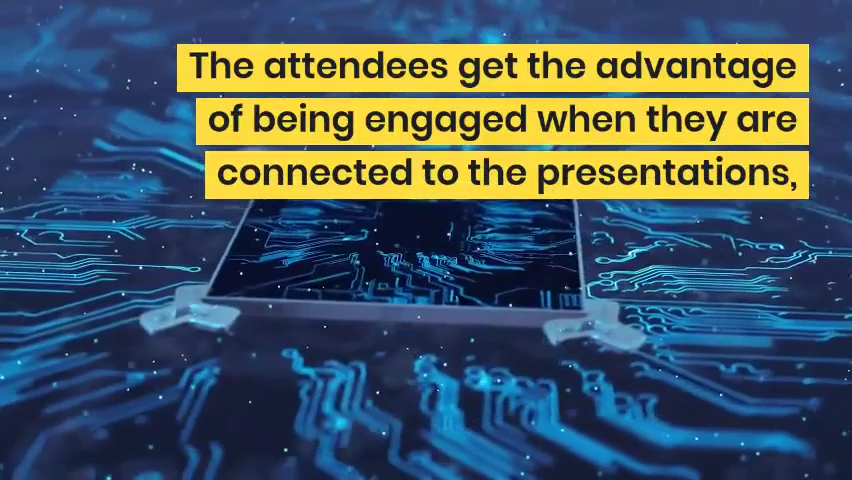 The attendees get the advantage
of being engaged when they are
connected to the presentations,